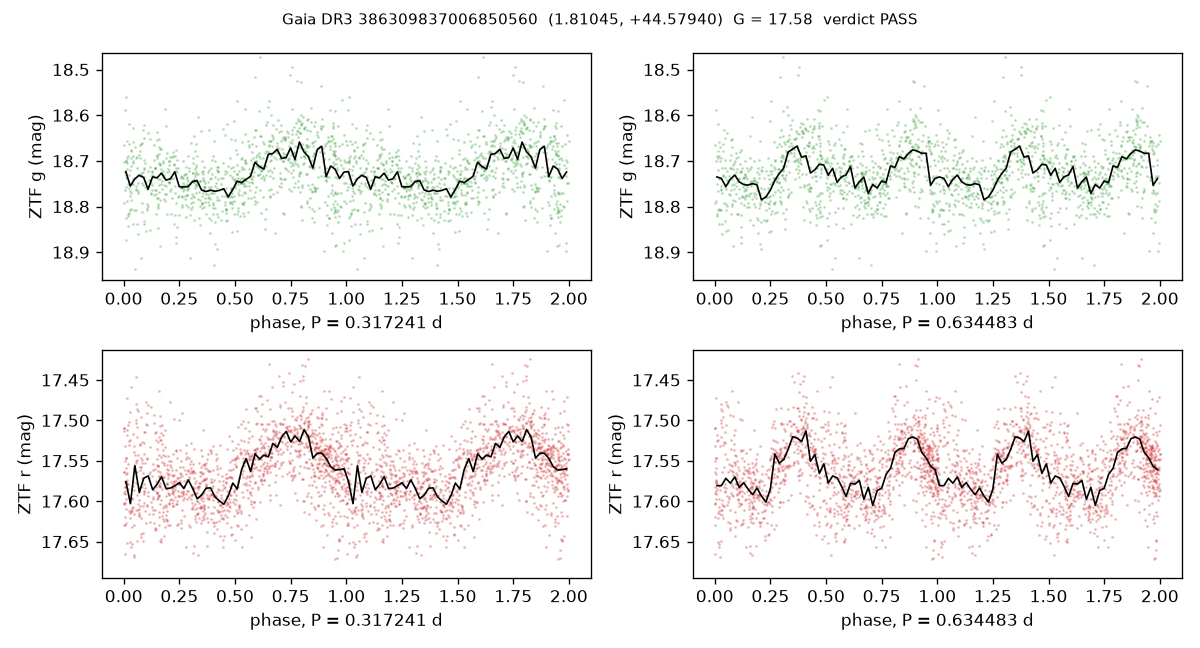 Gaia DR3 386309837006850560  (1.81045, +44.57940)  G = 17.58  verdict PASS
ZTF g (mag)
18.5
18.6
18.7
18.8
18.9
0.00 0.25 0.50 0.75 1.00 1.25 1.50 1.75 2.00
phase, P = 0.317241 d
ZTF g (mag)
18.5
18.6
18.7
18.8
18.9
0.00 0.25 0.50 0.75 1.00 1.25 1.50 1.75 2.00
phase, P = 0.634483 d
ZTF r (mag)
17.45
17.50
17.55
17.60
17.65
0.00 0.25 0.50 0.75 1.00 1.25 1.50 1.75 2.00
phase, P = 0.317241 d
ZTF r (mag)
17.45
17.50
17.55
17.60
17.65
0.00 0.25 0.50 0.75 1.00 1.25 1.50 1.75 2.00
phase, P = 0.634483 d